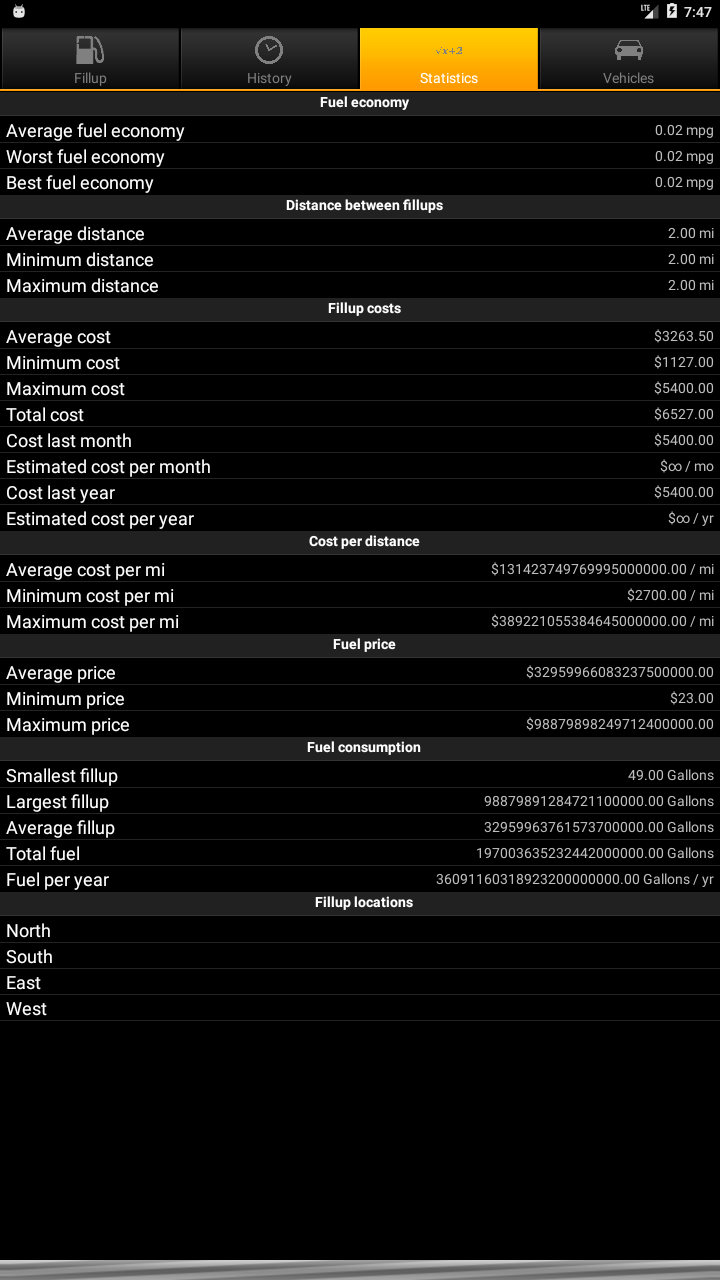 LTE 7:47
Fillup History √x+2 Statistics Vehicles
Fuel economy
Average fuel economy 0.02 mpg
Worst fuel economy 0.02 mpg
Best fuel economy 0.02 mpg
Distance between fillups
Average distance 2.00 mi
Minimum distance 2.00 mi
Maximum distance 2.00 mi
Fillup costs
Average cost $3263.50
Minimum cost $1127.00
Maximum cost $5400.00
Total cost $6527.00
Cost last month $5400.00
Estimated cost per month $∞ / mo
Cost last year $5400.00
Estimated cost per year $∞ / yr
Cost per distance
Average cost per mi $131423749769995000000.00 / mi
Minimum cost per mi $2700.00 / mi
Maximum cost per mi $389221055384645000000.00 / mi
Fuel price
Average price $32959966083237500000.00
Minimum price $23.00
Maximum price $98879898249712400000.00
Fuel consumption
Smallest fillup 49.00 Gallons
Largest fillup 98879891284721100000.00 Gallons
Average fillup 32959963761573700000.00 Gallons
Total fuel 197003635232442000000.00 Gallons
Fuel per year 36091160318923200000000.00 Gallons / yr
Fillup locations
North
South
East
West